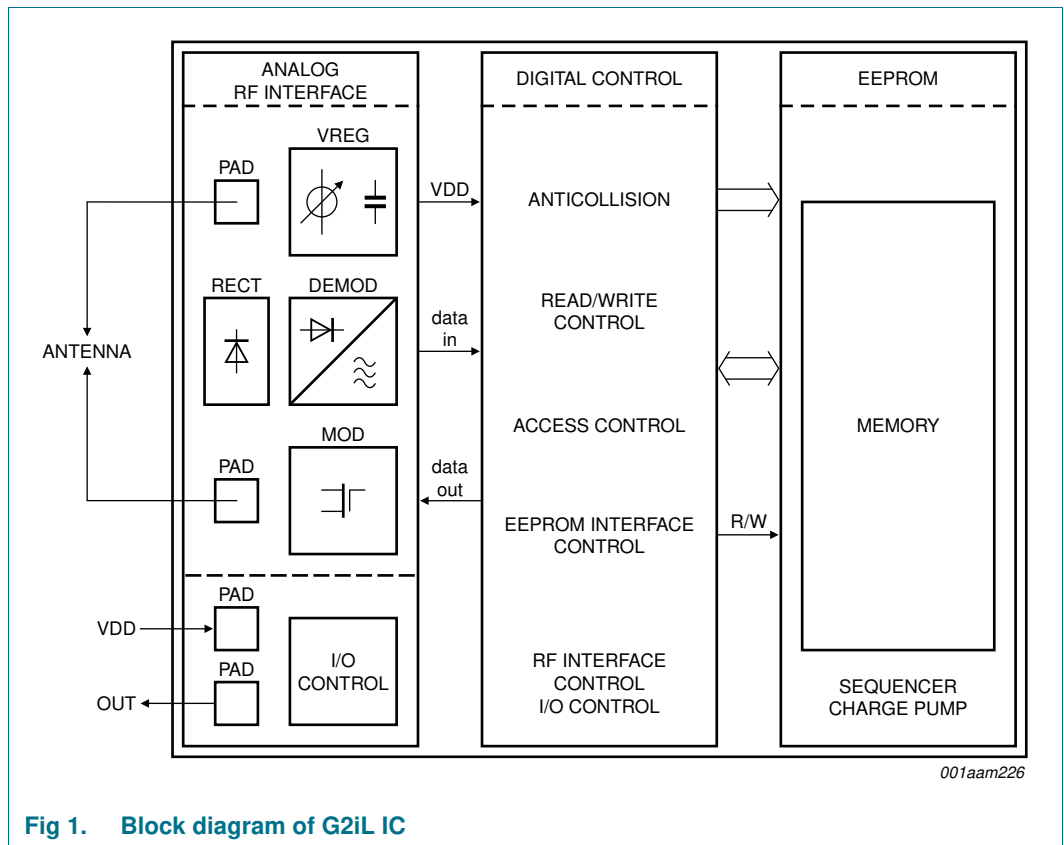 ANALOG
RF INTERFACE
DIGITAL CONTROL
EEPROM
VREG
PAD
VDD
ANTICOLLISION
RECT
DEMOD
data
in
READ/WRITE
CONTROL
ANTENNA
MOD
PAD
data
out
ACCESS CONTROL
MEMORY
EEPROM INTERFACE
CONTROL
R/W
PAD
VDD
I/O
CONTROL
PAD
OUT
RF INTERFACE
CONTROL
I/O CONTROL
SEQUENCER
CHARGE PUMP
001aam226
Fig 1. Block diagram of G2iL IC